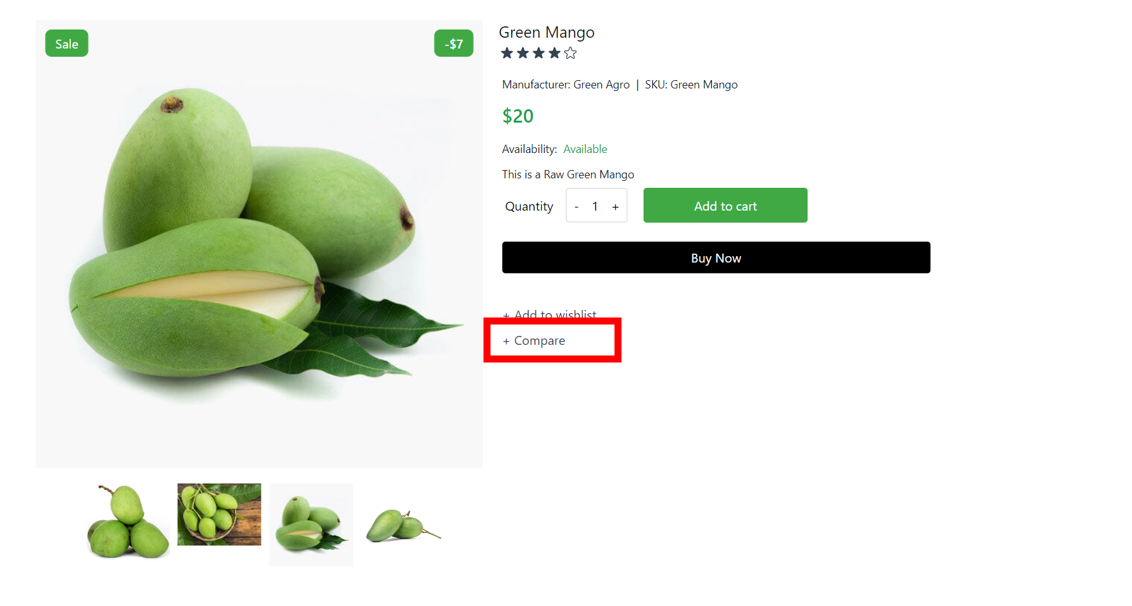 Sale
-$7
Green Mango
Manufacturer: Green Agro | SKU: Green Mango
$20
Availability: Available
This is a Raw Green Mango
Quantity - 1 + Add to cart
Buy Now
+ Add to wishlist
+ Compare